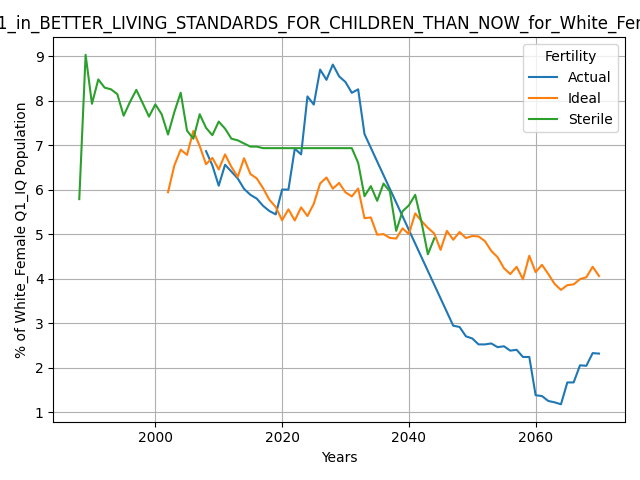 1_in_BETTER_LIVING_STANDARDS_FOR_CHILDREN_THAN_NOW_for_White_Fem
Fertility
Actual
Ideal
Sterile
% of White_Female Q1_IQ Population
9
8
7
6
5
4
3
2
1
2000 2020 2040 2060
Years